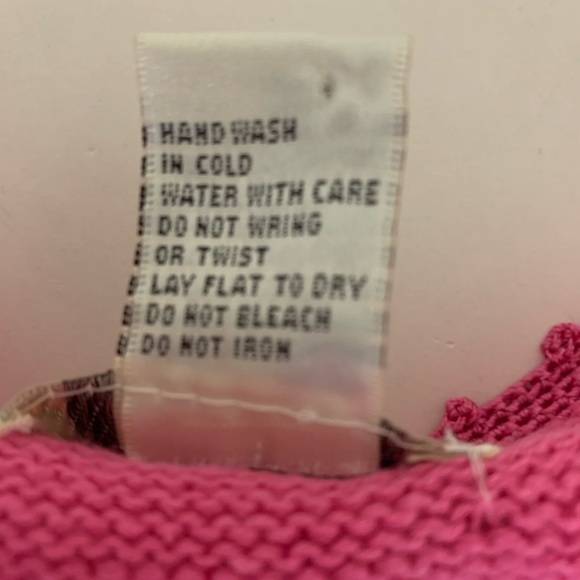 HAND WASH
IN COLD
WATER WITH CARE
DO NOT WRING
OR TWIST
LAY FLAT TO DRY
DO NOT BLEACH
DO NOT IRON